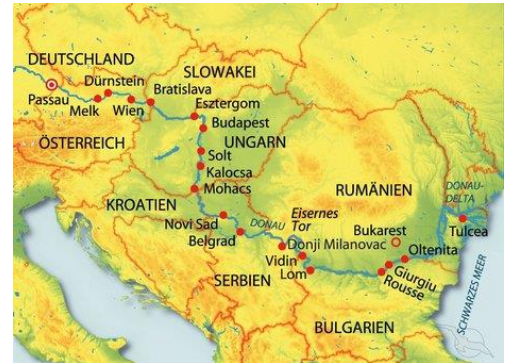 DEUTSCHLAND
Dürnstein
Passau
Melk
Wien
Bratislava
SLOWAKEI
Esztergom
Budapest
UNGARN
ÖSTERREICH
Solt
Kalocsa
Mohacs
KROATIEN
RUMÄNIEN
DONAU-
DELTA
Novi Sad
DONAU
Eisernes
Tor
Belgrad
Donji Milanovac
Bukarest
Tulcea
Oltenita
Vidin
Lom
Giurgiu
Rousse
SERBIEN
BULGARIEN
SCHWARZES MEER